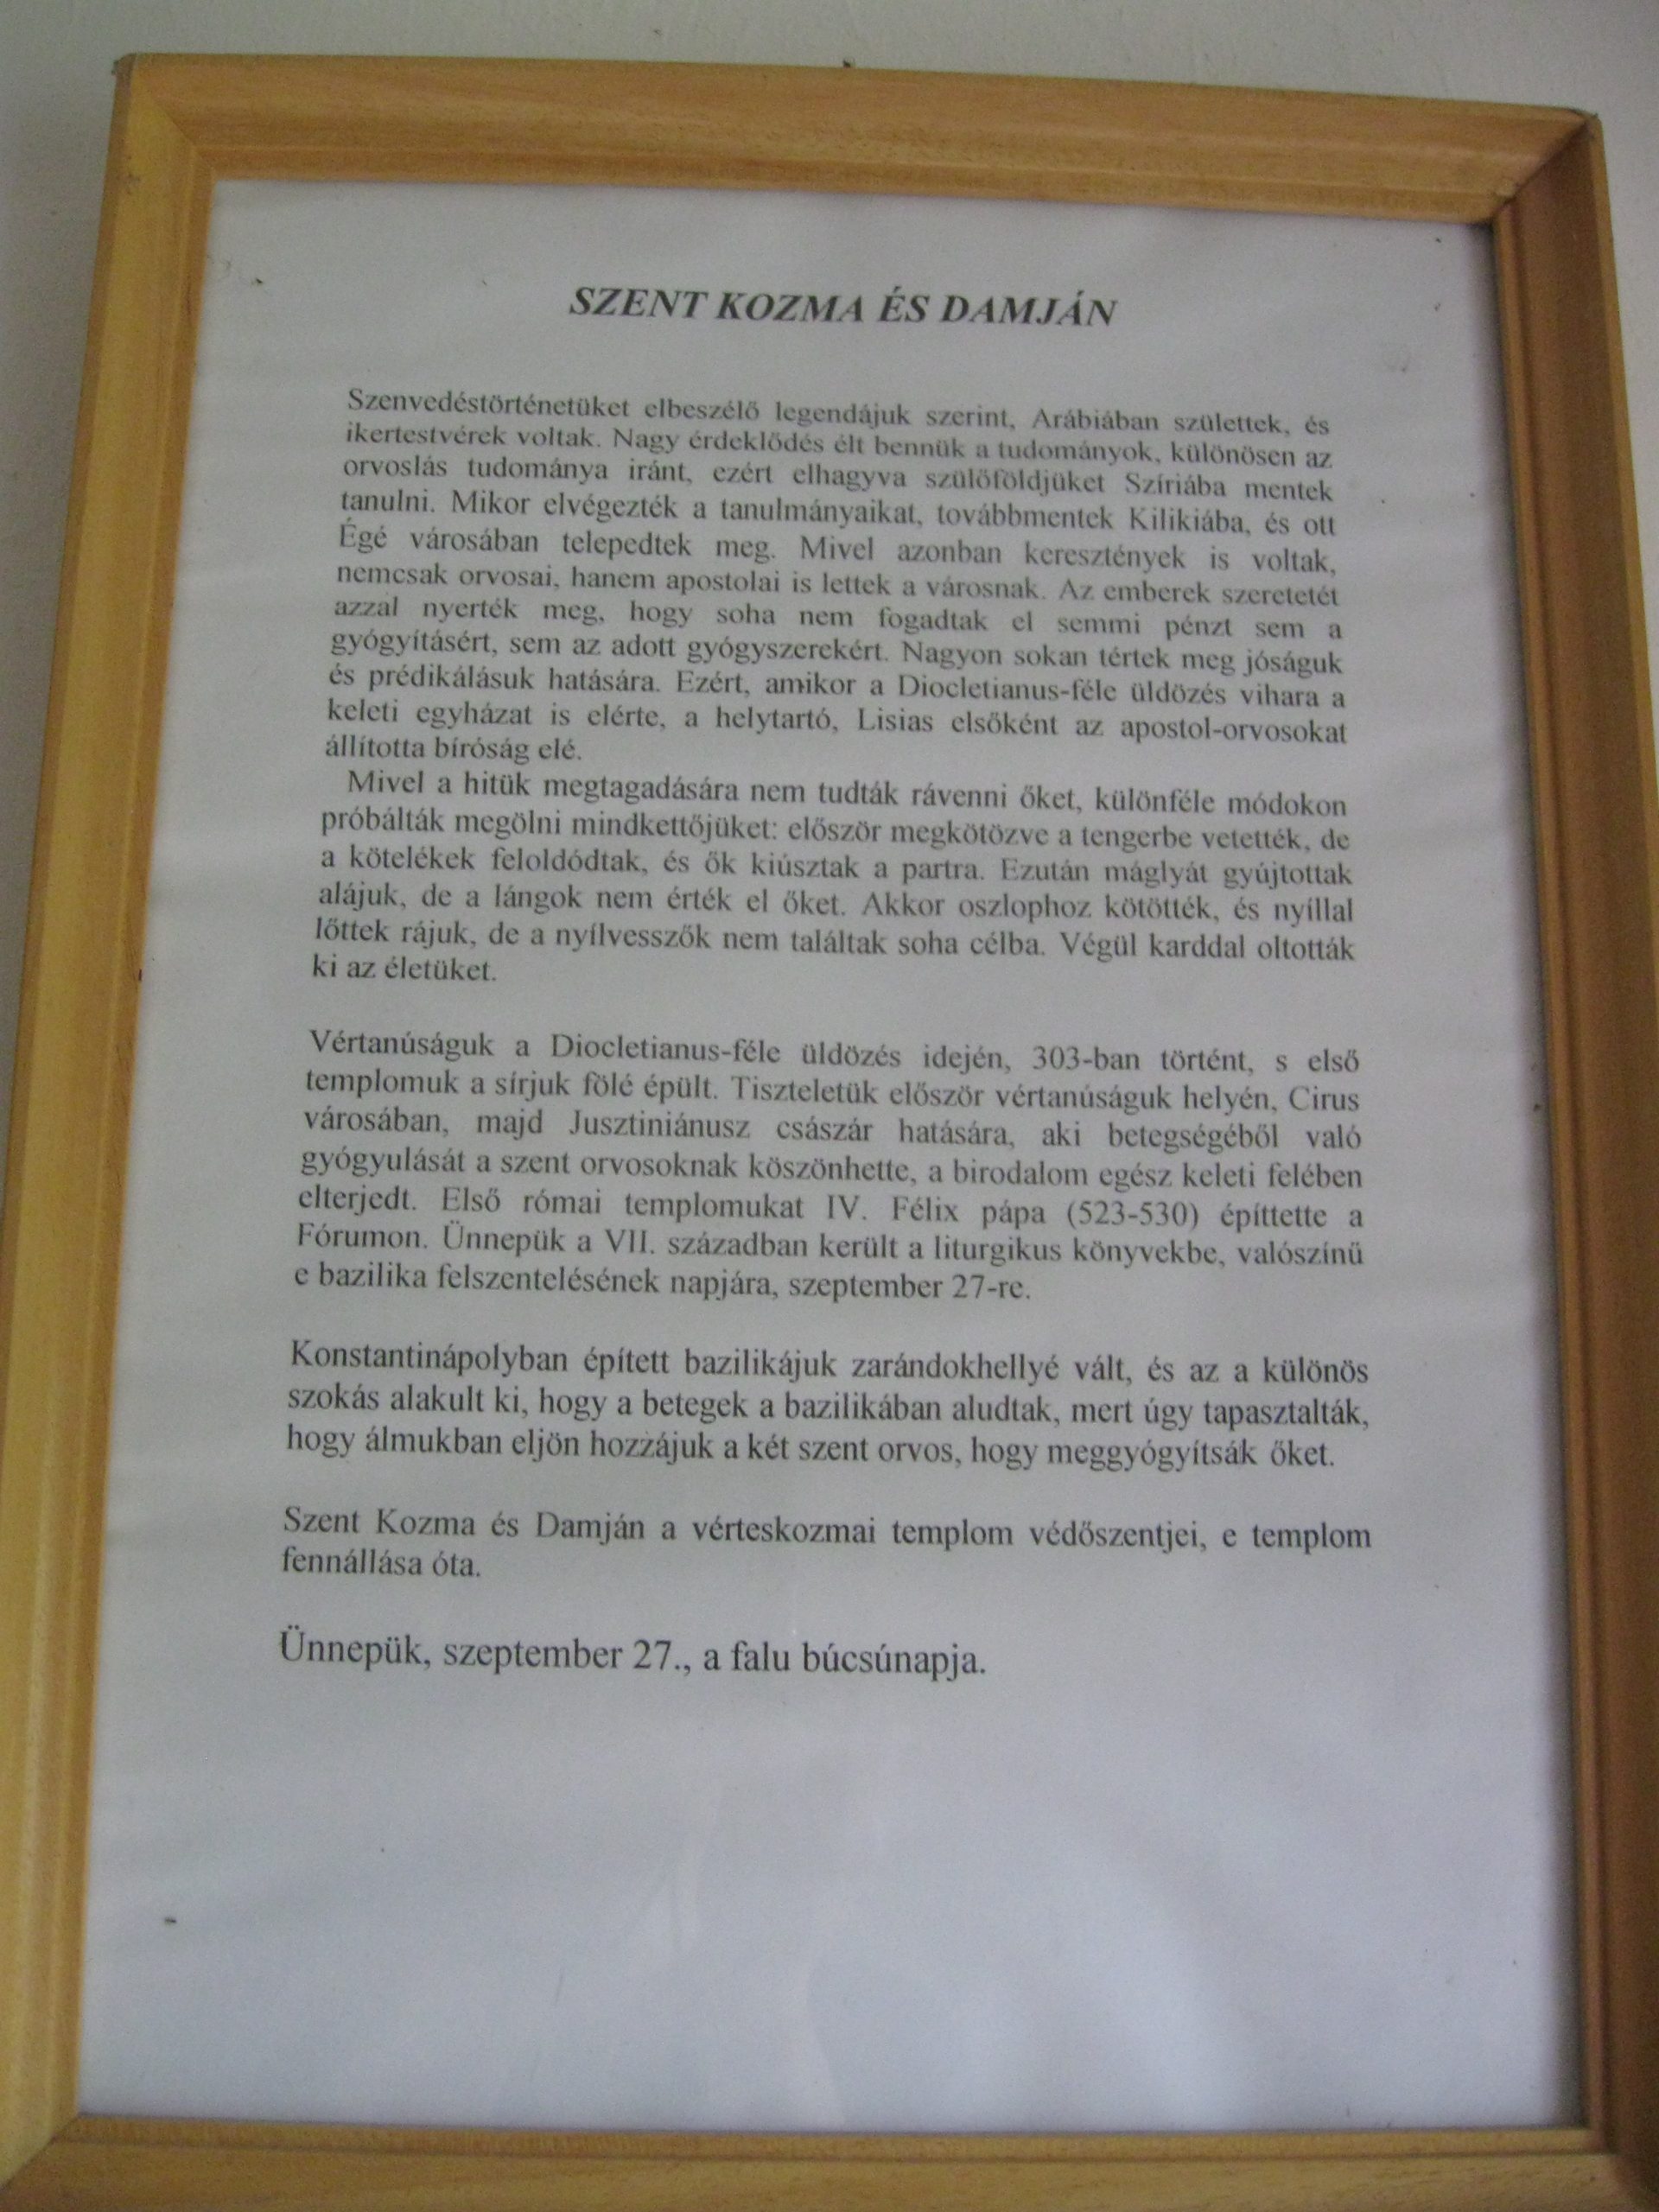 SZENT KOZMA ÉS DAMJÁN
Szenvedéstörténetüket elbeszélő legendájuk szerint, Arábiában születtek, és
ikertestvérek voltak. Nagy érdeklődés élt bennük a tudományok, különösen az
orvoslás tudománya iránt, ezért elhagyva szülőföldjüket Szíriába mentek
tanulni. Mikor elvégezték a tanulmányaikat, továbbmentek Kilikiába, és ott
Égé városában telepedtek meg. Mivel azonban keresztények is voltak,
nemcsak orvosai, hanem apostolai is lettek a városnak. Az emberek szeretetét
azzal nyerték meg, hogy soha nem fogadtak el semmi pénzt sem a
gyógyításért, sem az adott gyógyszerekért. Nagyon sokan tértek meg jóságuk
és prédikálásuk hatására. Ezért, amikor a Diocletianus-féle üldözés vihara a
keleti egyházat is elérte, a helytartó, Lisias elsőként az apostol-orvosokat
állította bíróság elé.
Mivel a hitük megtagadására nem tudták rávenni őket, különféle módokon
próbálták megölni mindkettőjüket: először megkötözve a tengerbe vetették, de
a kötelékek feloldódtak, és ők kiúsztak a partra. Ezután máglyát gyújtottak
alájuk, de a lángok nem érték el őket. Akkor oszlophoz kötötték, és nyíllal
lőttek rájuk, de a nyílvesszők nem találtak soha célba. Végül karddal oltották
ki az életüket.
Vértanúságuk a Diocletianus-féle üldözés idején, 303-ban történt, s első
templomuk a sírjuk fölé épült. Tiszteletük először vértanúságuk helyén, Cirus
városában, majd Jusztiniánusz császár hatására, aki betegségéből való
gyógyulását a szent orvosoknak köszönhette, a birodalom egész keleti felében
elterjedt. Első római templomukat IV. Félix pápa (523-530) építtette a
Fórumon. Ünnepük a VII. században került a liturgikus könyvekbe, valószínű
e bazilika felszentelésének napjára, szeptember 27-re.
Konstantinápolyban épített bazilikájuk zarándokhellyé vált, és az a különös
szokás alakult ki, hogy a betegek a bazilikában aludtak, mert úgy tapasztalták,
hogy álmukban eljön hozzájuk a két szent orvos, hogy meggyógyítsák őket.
Szent Kozma és Damján a vérteskozmai templom védőszentjei, e templom
fennállása óta.
Ünnepük, szeptember 27., a falu búcsúnapja.